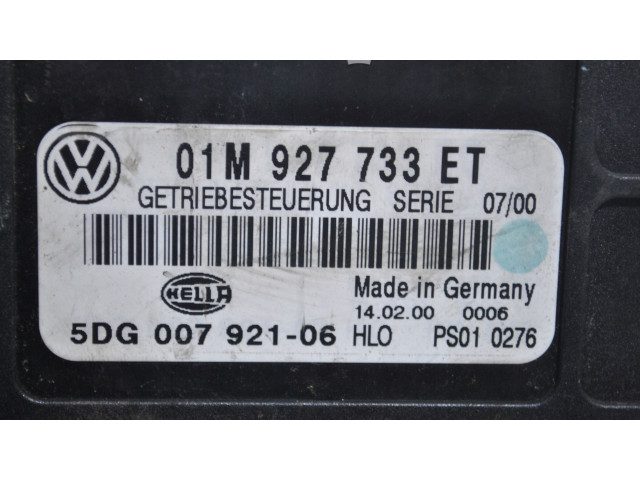 VW 01M 927 733 ET
GETRIEBESTEUERUNG SERIE 07/00
HELLA Made in Germany
14.02.00 0006
5DG 007 921-06 HLO PS01 0276